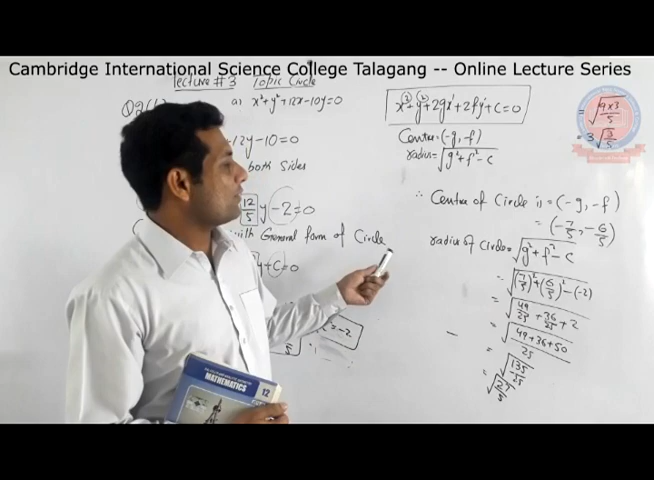 Cambridge International Science College Talagang -- Online Lecture Series
Lecture # 3 Topic Circle
a) x²+y²+12x-10y=0
12y-10=0
both sides
12/5 y-2=0
with General form of Circle
+C=0
=-2
x²+y²+2gx+2fy+C=0
Centre=(-g,-f)
radius=√(g²+f²-c)
∴ Centre of Circle is = (-g, -f)
= (-7/5, -6/5)
radius of Circle=√(g²+f²-c)
= √((7/5)²+(6/5)²-(-2))
= √(49/25+36/25+2)
= √((49+36+50)/25)
= √(135/25)
= √(27/5)
= √(9×3/5)
= 3√(3/5)
MATHEMATICS
12